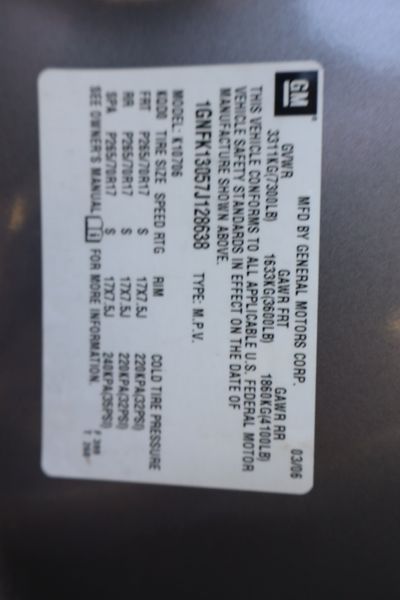 GM
MFD BY GENERAL MOTORS CORP.
03/06
GVWR GAWR FRT GAWR RR
3311KG(7300LB) 1633KG(3600LB) 1860KG(4100LB)
THIS VEHICLE CONFORMS TO ALL APPLICABLE U.S. FEDERAL MOTOR
VEHICLE SAFETY STANDARDS IN EFFECT ON THE DATE OF
MANUFACTURE SHOWN ABOVE.
1GNFK13057J128638 TYPE: M.P.V.
MODEL: K10706
KQD0 TIRE SIZE SPEED RTG RIM COLD TIRE PRESSURE
FRT P265/70R17 S 17X7.5J 220KPA(32PSI)
RR P265/70R17 S 17X7.5J 220KPA(32PSI)
SPA P265/70R17 S 17X7.5J 240KPA(35PSI)
SEE OWNER'S MANUAL FOR MORE INFORMATION.